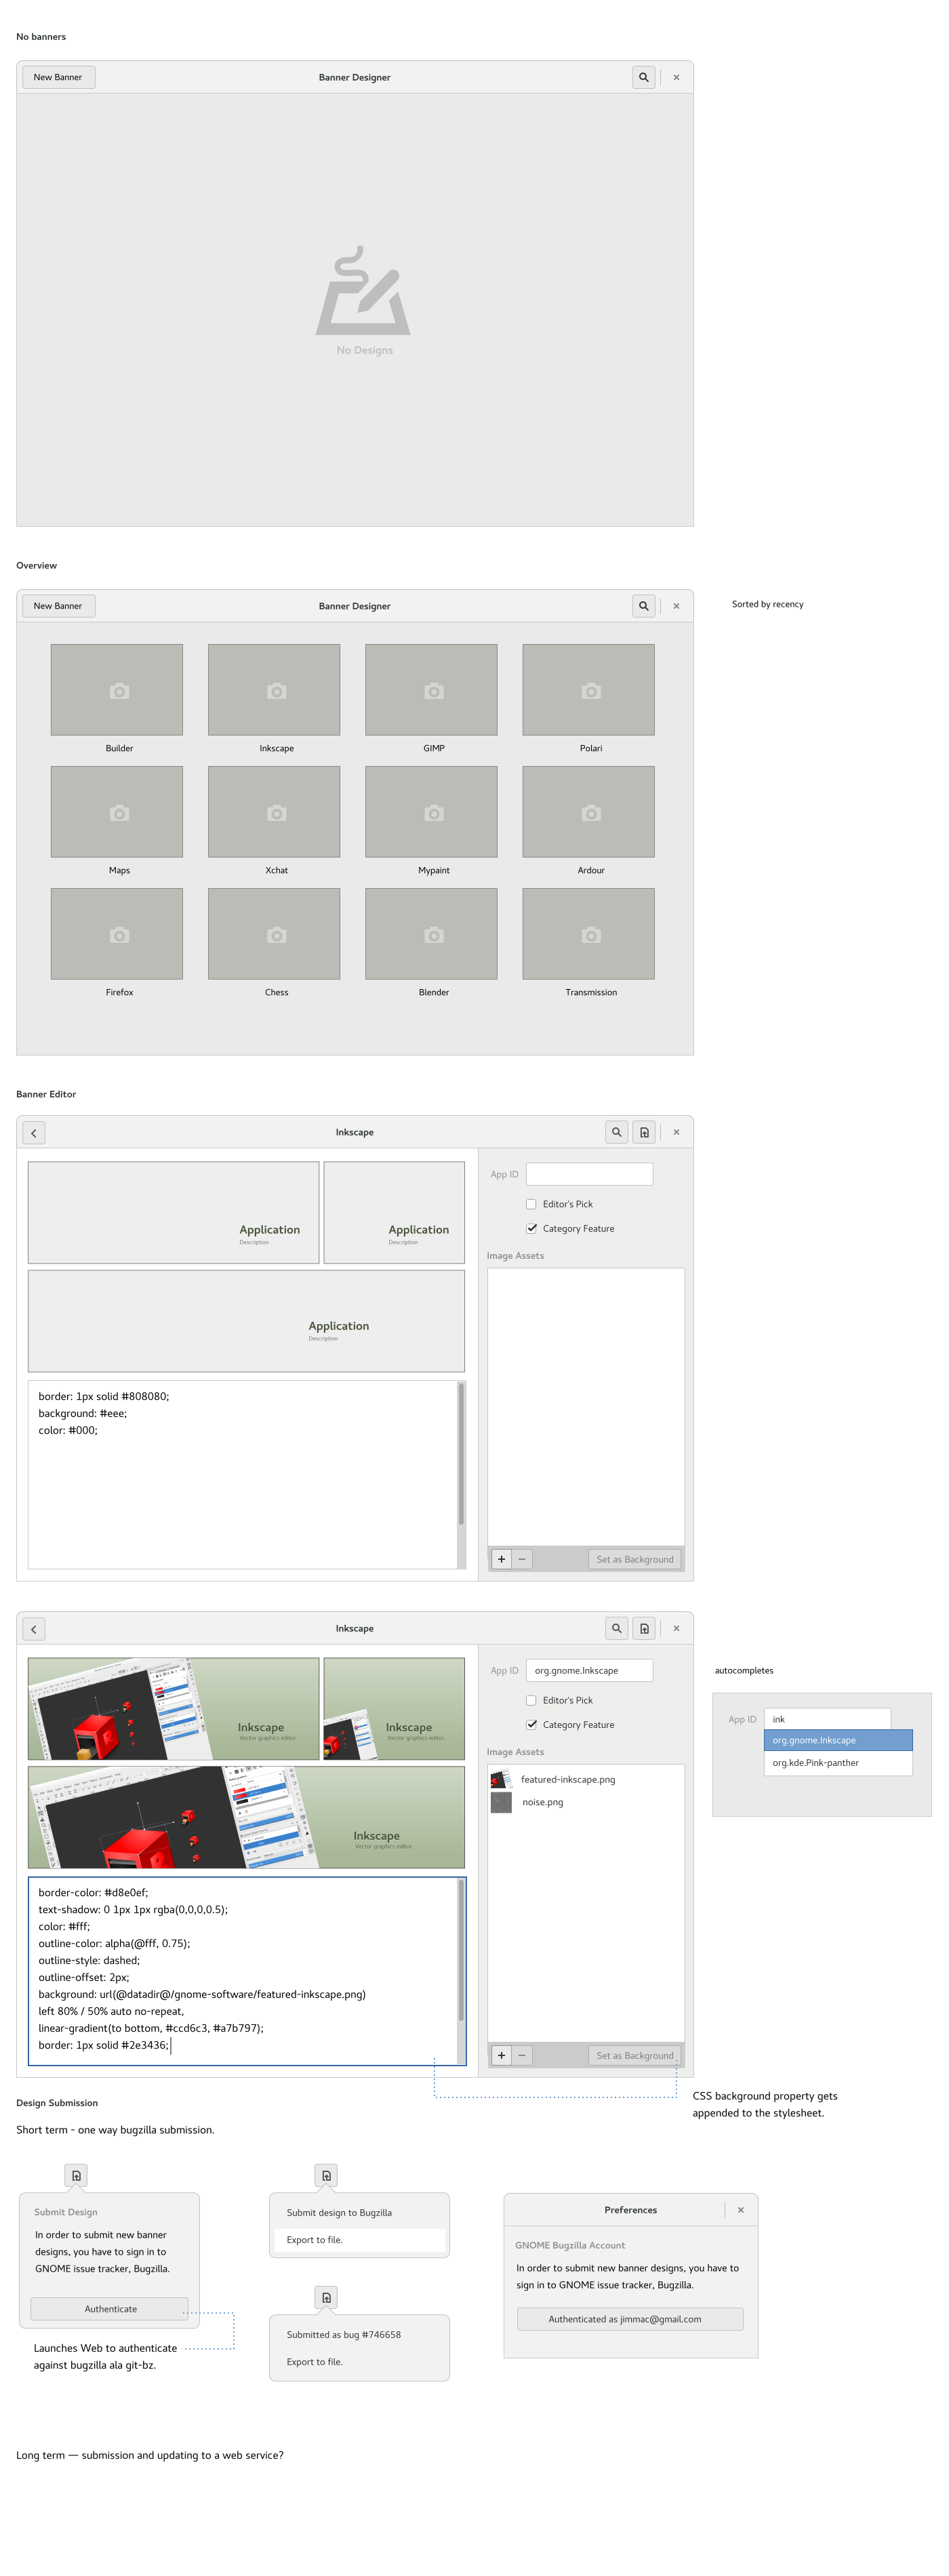 No banners
New Banner
Banner Designer
No Designs
Overview
New Banner
Banner Designer
Sorted by recency
Builder
Inkscape
GIMP
Polari
Maps
Xchat
Mypaint
Ardour
Firefox
Chess
Blender
Transmission
Banner Editor
Inkscape
App ID
Editor's Pick
Category Feature
Image Assets
Application
Description
Application
Description
Application
Description
border: 1px solid #808080;
background: #eee;
color: #000;
Set as Background
Inkscape
App ID
org.gnome.Inkscape
Editor's Pick
Category Feature
Image Assets
featured-inkscape.png
noise.png
Inkscape
Vector graphics editor.
Inkscape
Vector graphics editor.
Inkscape
Vector graphics editor.
autocompletes
App ID
ink
org.gnome.Inkscape
org.kde.Pink-panther
border-color: #d8e0ef;
text-shadow: 0 1px 1px rgba(0,0,0,0.5);
color: #fff;
outline-color: alpha(@fff, 0.75);
outline-style: dashed;
outline-offset: 2px;
background: url(@datadir@/gnome-software/featured-inkscape.png)
left 80% / 50% auto no-repeat,
linear-gradient(to bottom, #ccd6c3, #a7b797);
border: 1px solid #2e3436;
Set as Background
CSS background property gets
appended to the stylesheet.
Design Submission
Short term - one way bugzilla submission.
Submit Design
In order to submit new banner
designs, you have to sign in to
GNOME issue tracker, Bugzilla.
Authenticate
Launches Web to authenticate
against bugzilla ala git-bz.
Submit design to Bugzilla
Export to file.
Submitted as bug #746658
Export to file.
Preferences
GNOME Bugzilla Account
In order to submit new banner designs, you have to
sign in to GNOME issue tracker, Bugzilla.
Authenticated as jimmac@gmail.com
Long term — submission and updating to a web service?